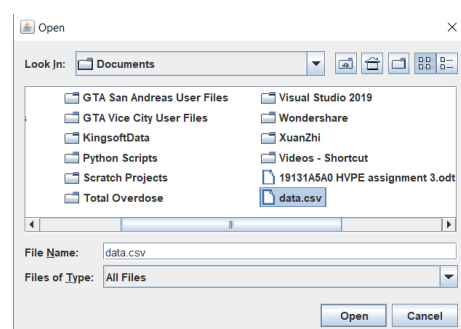 Open
Look In: Documents
GTA San Andreas User Files
GTA Vice City User Files
KingsoftData
Python Scripts
Scratch Projects
Total Overdose
Visual Studio 2019
Wondershare
XuanZhi
Videos - Shortcut
19131A5A0 HVPE assignment 3.odt
data.csv
File Name: data.csv
Files of Type: All Files
Open Cancel